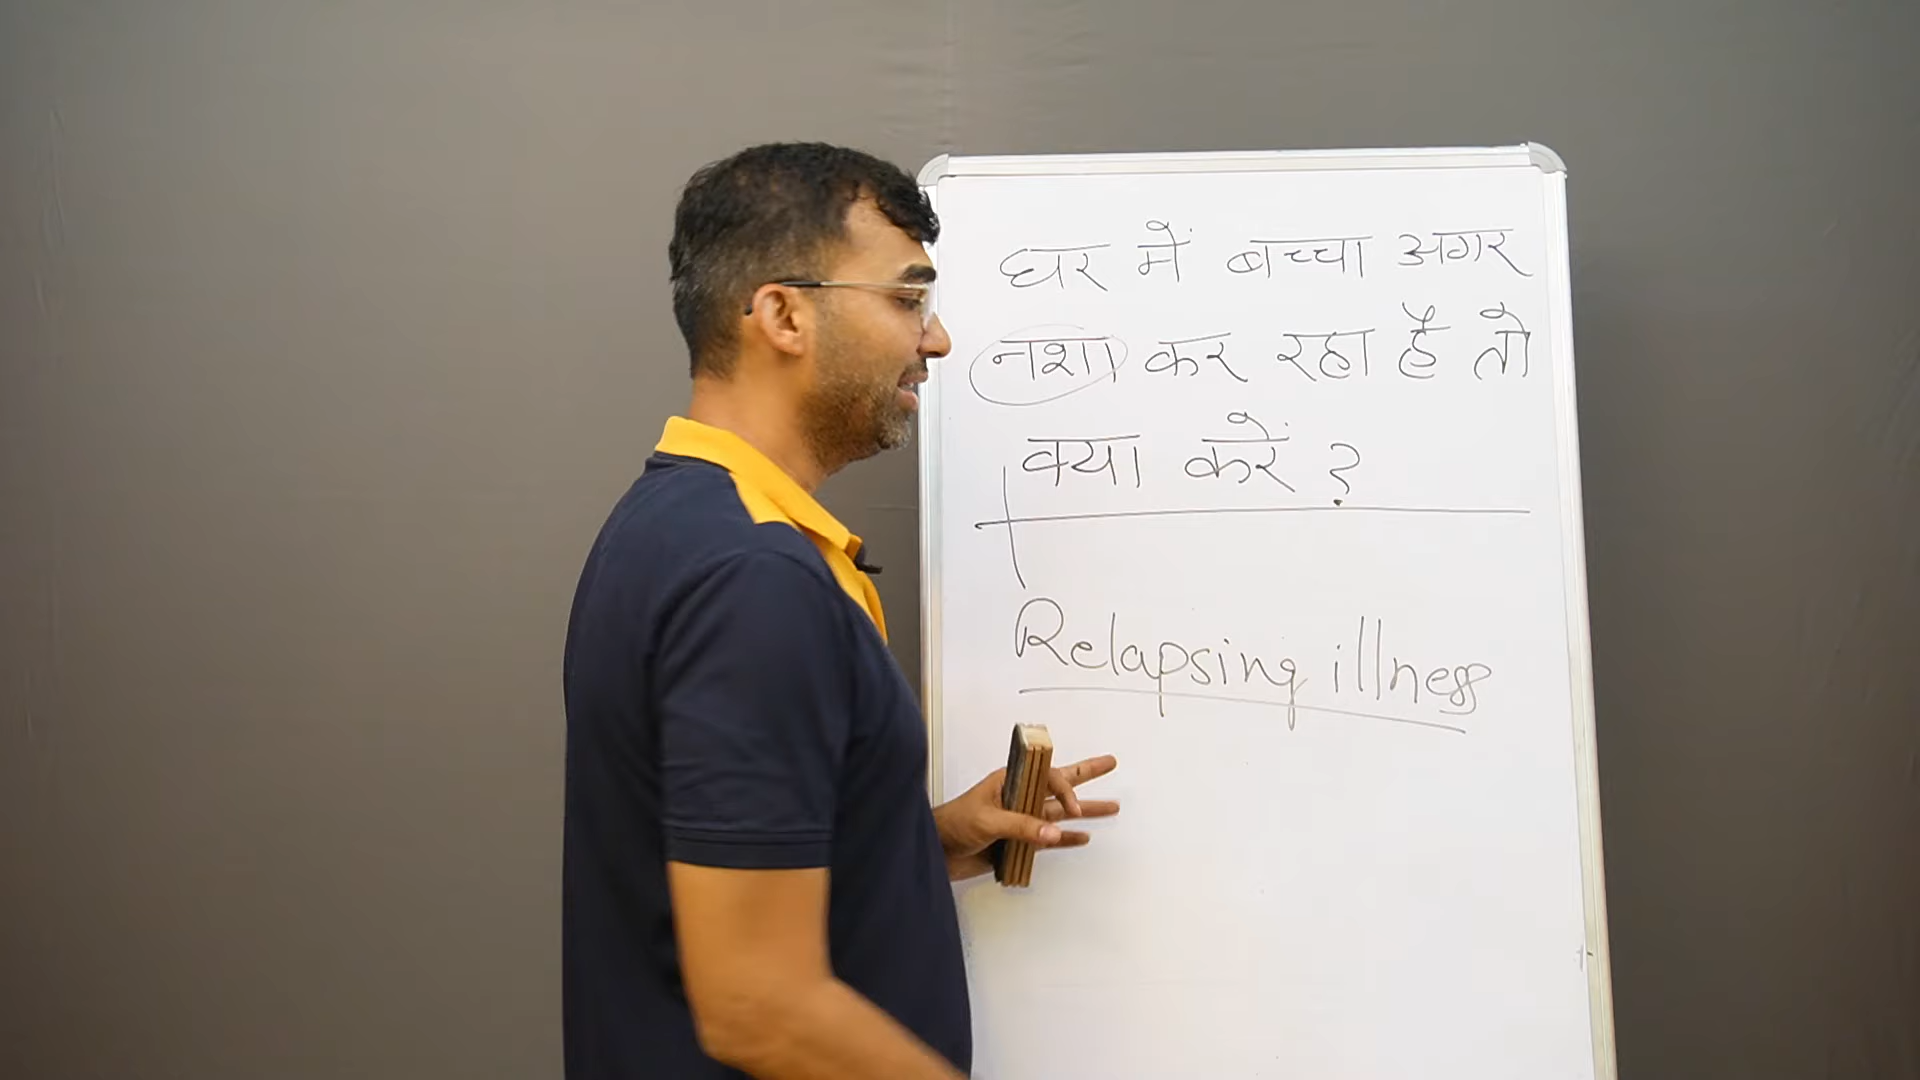 घर में बच्चा अगर
नशा कर रहा है तो
क्या करें ?
Relapsing illness